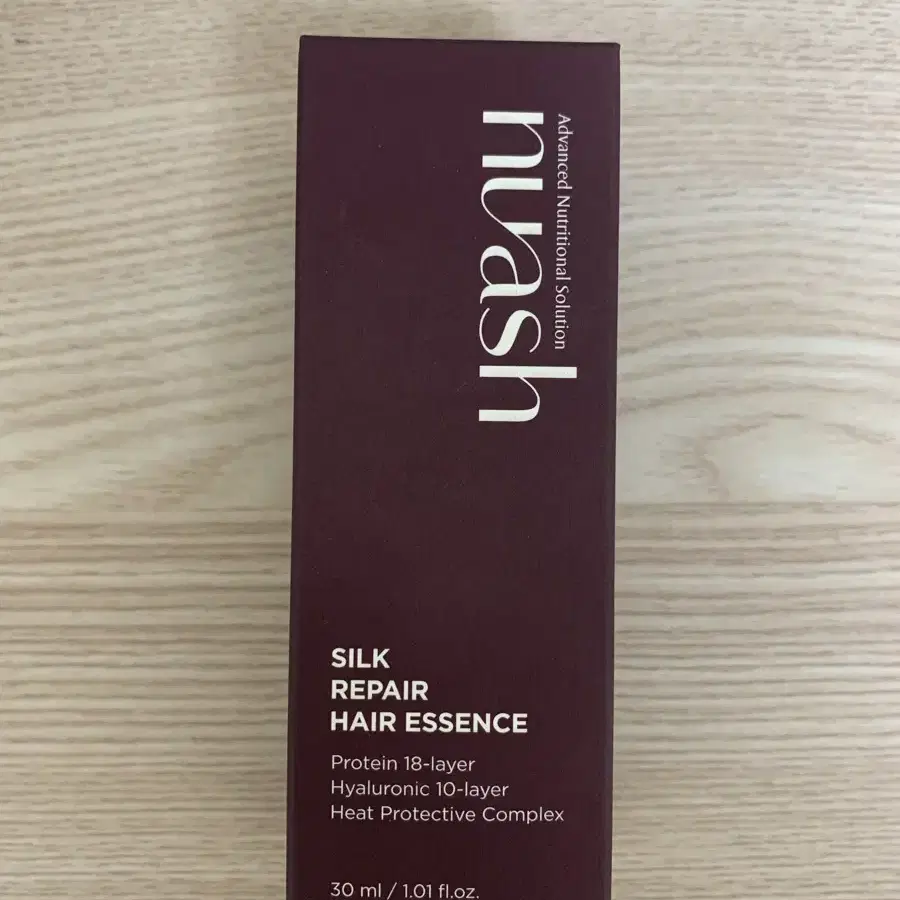 nvash
Advanced Nutritional Solution
SILK
REPAIR
HAIR ESSENCE
Protein 18-layer
Hyaluronic 10-layer
Heat Protective Complex
30 ml / 1.01 fl.oz.